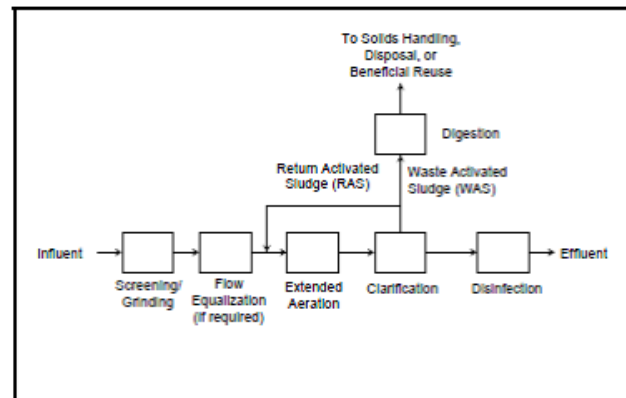 To Solids Handling,
Disposal, or
Beneficial Reuse
Digestion
Return Activated
Sludge (RAS)
Waste Activated
Sludge (WAS)
Influent
Effluent
Screening/
Grinding
Flow
Equalization
(if required)
Extended
Aeration
Clarification
Disinfection